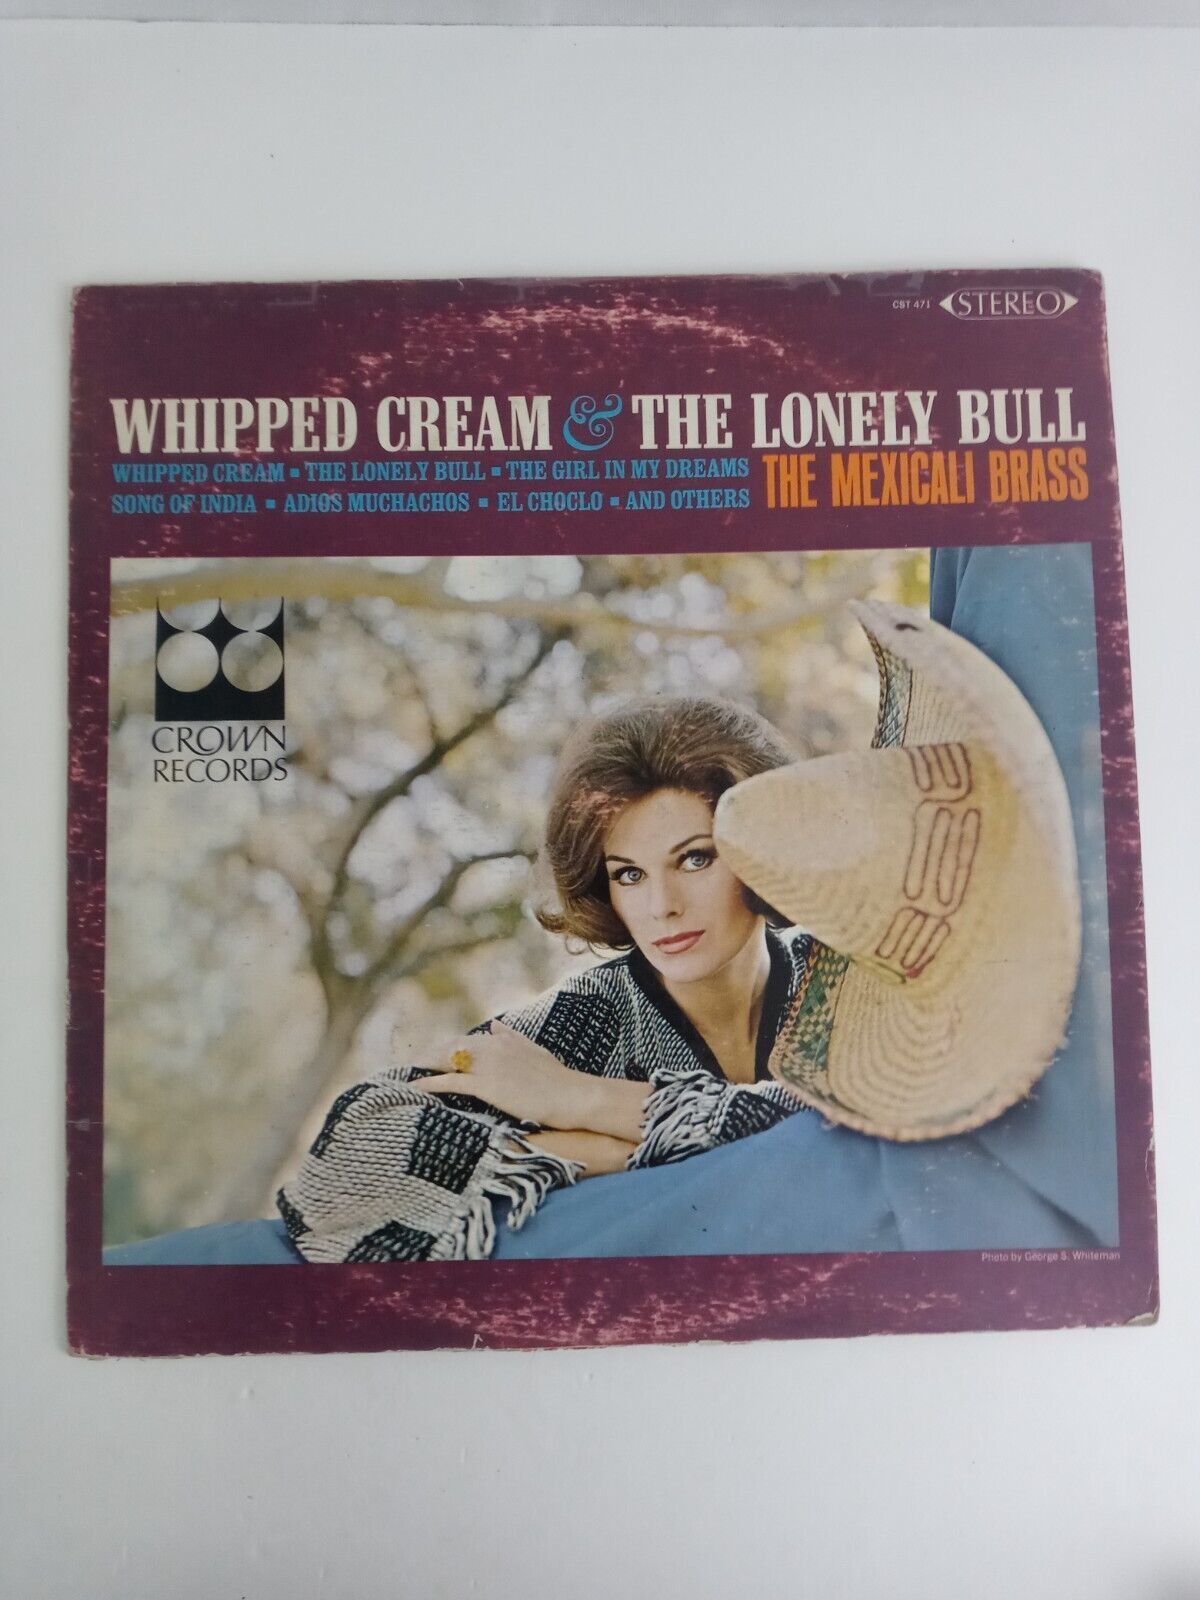 CST 471 STEREO
WHIPPED CREAM & THE LONELY BULL
WHIPPED CREAM ▪ THE LONELY BULL ▪ THE GIRL IN MY DREAMS
SONG OF INDIA ▪ ADIOS MUCHACHOS ▪ EL CHOCLO ▪ AND OTHERS
THE MEXICALI BRASS
CROWN
RECORDS
Photo by George S. Whiteman